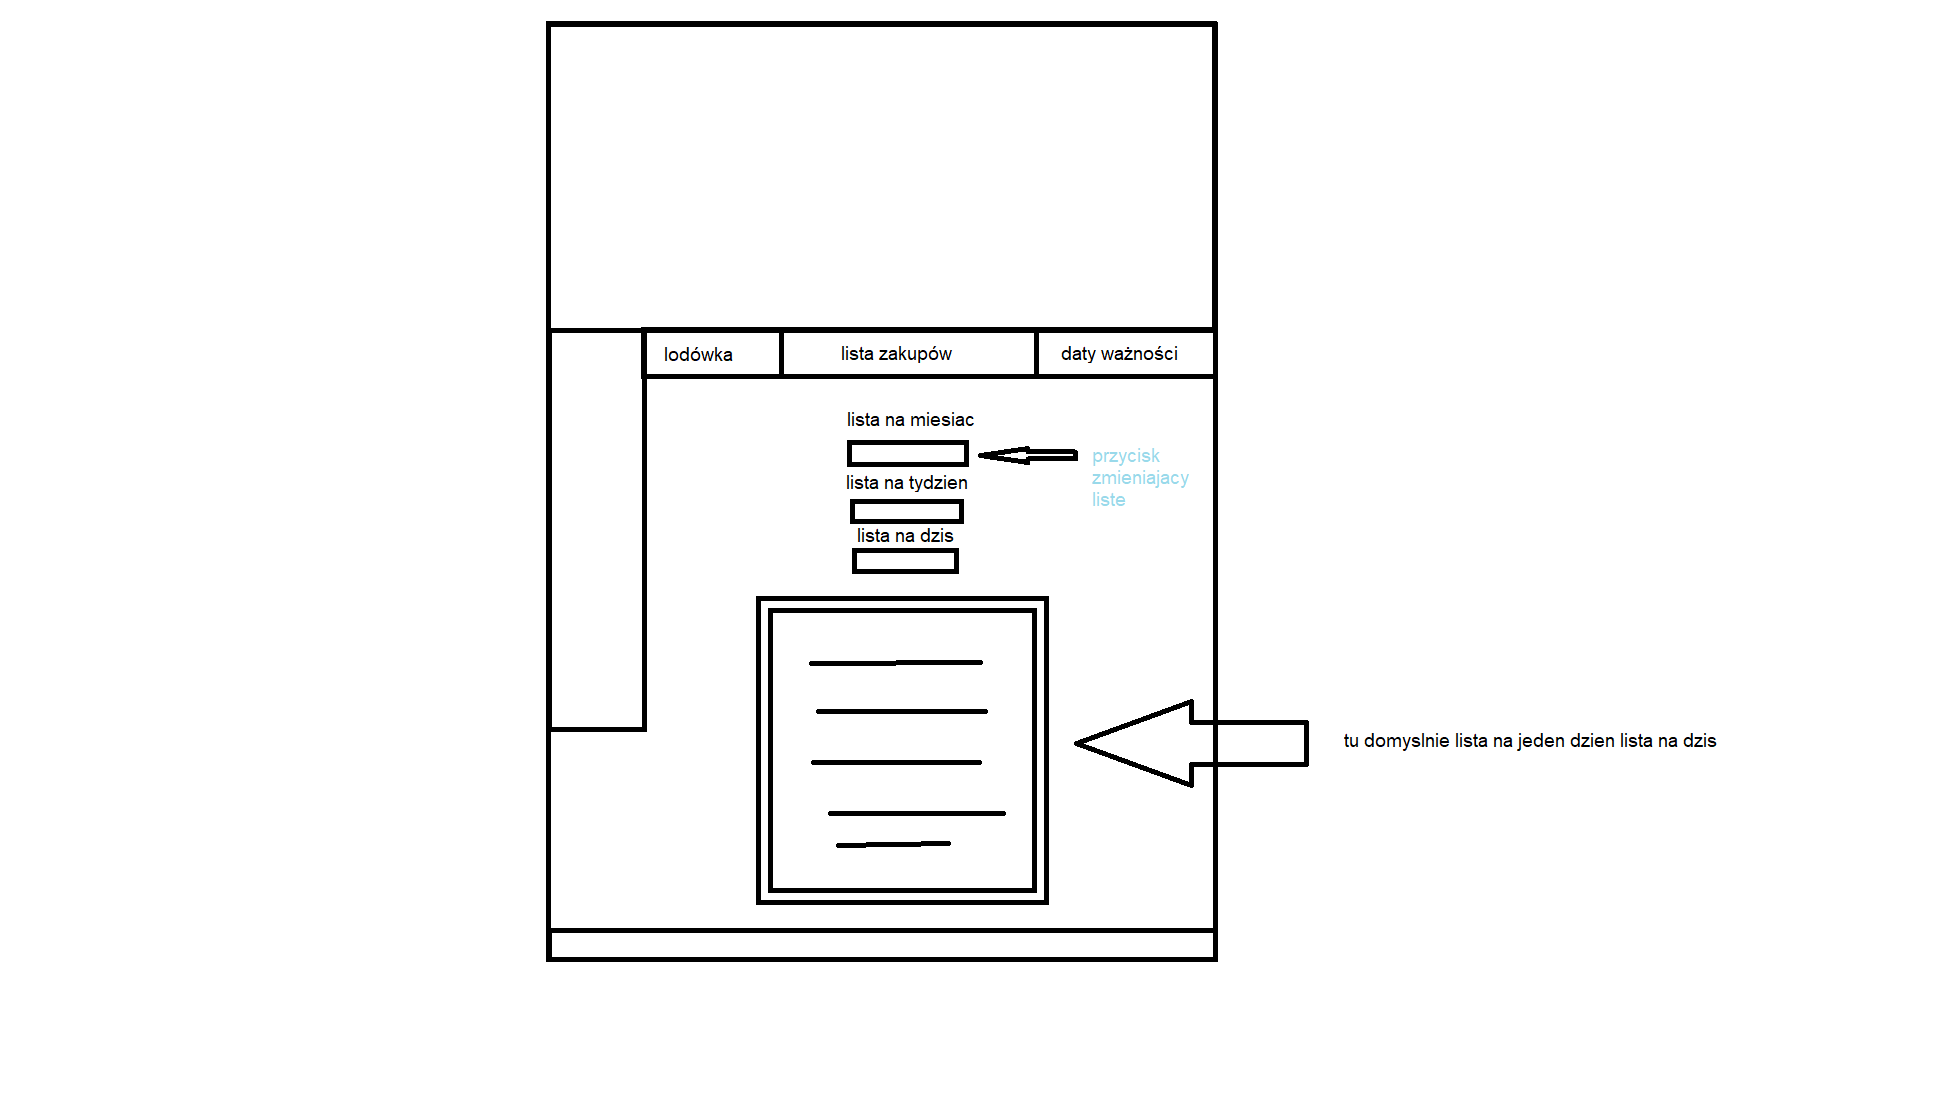 lodówka
lista zakupów
daty ważności
lista na miesiac
przycisk
zmieniajacy
liste
lista na tydzien
lista na dzis
tu domyslnie lista na jeden dzien lista na dzis